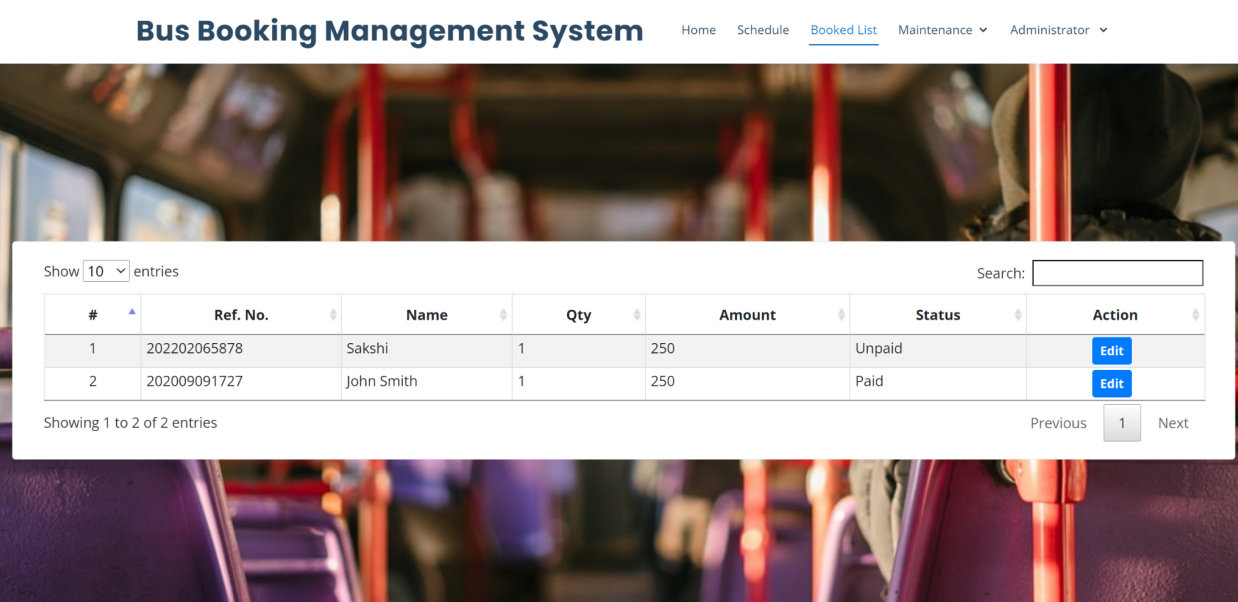 Bus Booking Management System Home Schedule Booked List Maintenance Administrator
Show 10 entries Search:
# Ref. No. Name Qty Amount Status Action
1 202202065878 Sakshi 1 250 Unpaid Edit
2 202009091727 John Smith 1 250 Paid Edit
Showing 1 to 2 of 2 entries Previous 1 Next